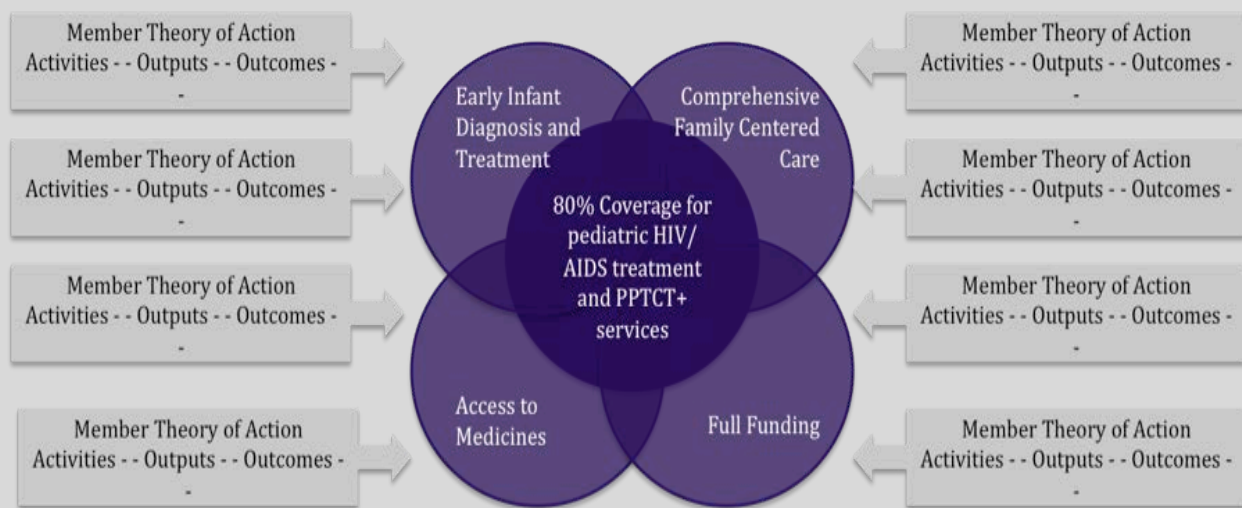 Member Theory of Action
Activities - - Outputs - - Outcomes -
-
Member Theory of Action
Activities - - Outputs - - Outcomes -
-
Member Theory of Action
Activities - - Outputs - - Outcomes -
-
Member Theory of Action
Activities - - Outputs - - Outcomes -
-
Early Infant
Diagnosis and
Treatment
Comprehensive
Family Centered
Care
80% Coverage for
pediatric HIV/
AIDS treatment
and PPTCT+
services
Access to
Medicines
Full Funding
Member Theory of Action
Activities - - Outputs - - Outcomes -
-
Member Theory of Action
Activities - - Outputs - - Outcomes -
-
Member Theory of Action
Activities - - Outputs - - Outcomes -
-
Member Theory of Action
Activities - - Outputs - - Outcomes -
-